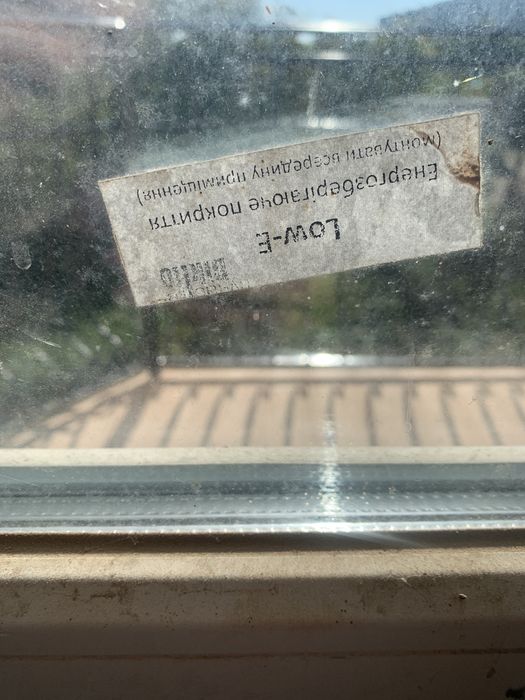 Low-E
Енергозберігаюче покриття
(монтувати всередину приміщення)